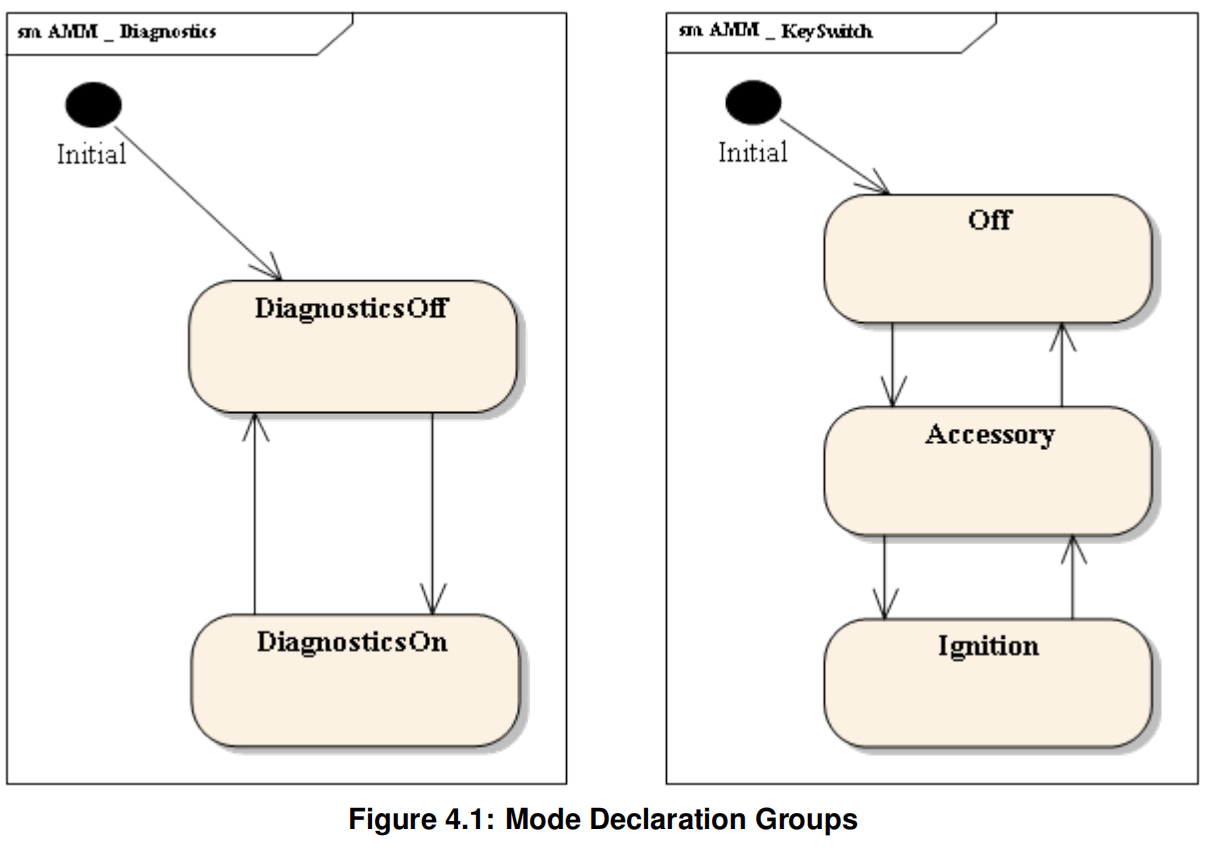 sm AMM _ Diagnostics
Initial
DiagnosticsOff
DiagnosticsOn
sm AMM _ KeySwitch
Initial
Off
Accessory
Ignition
Figure 4.1: Mode Declaration Groups